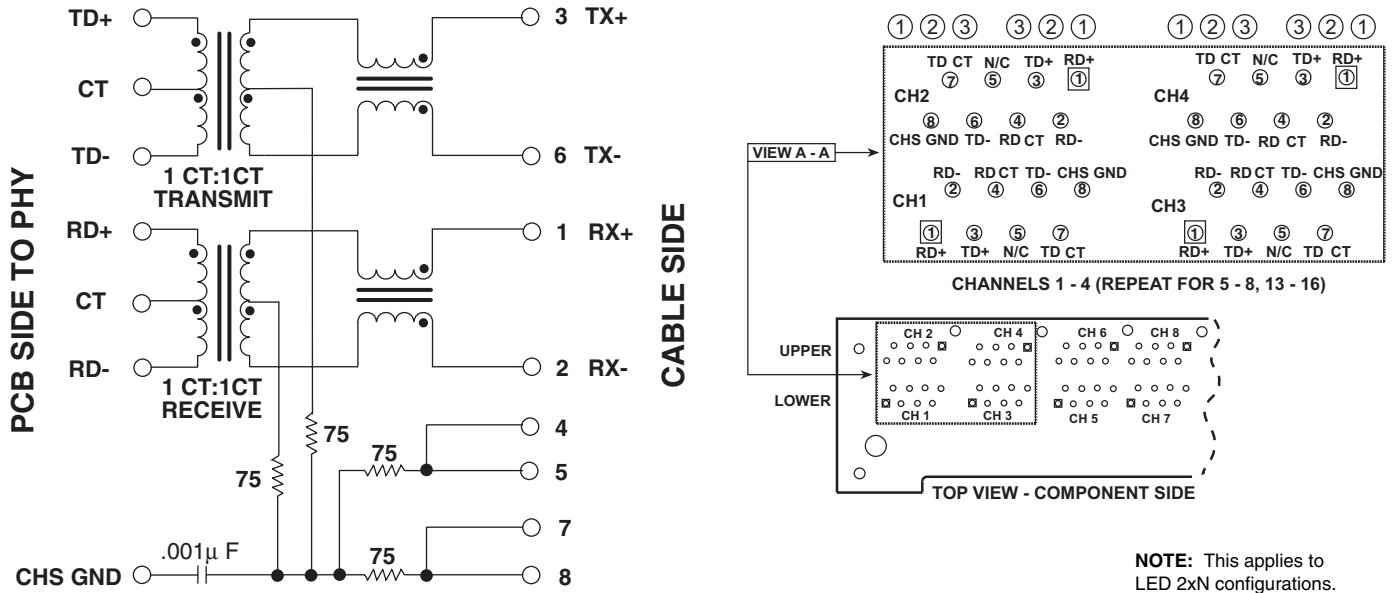 PCB SIDE TO PHY
TD+
CT
TD-
1 CT:1CT
TRANSMIT
3 TX+
6 TX-
RD+
CT
RD-
1 CT:1CT
RECEIVE
1 RX+
2 RX-
75
75
75
75
4
5
7
8
.001µ F
CHS GND
CABLE SIDE
1 2 3 3 2 1 1 2 3 3 2 1
TD CT N/C TD+ RD+
7 5 3 1
CH2
8 6 4 2
CHS GND TD- RD CT RD-
RD- RD CT TD- CHS GND
2 4 6 8
CH1
1 3 5 7
RD+ TD+ N/C TD CT
TD CT N/C TD+ RD+
7 5 3 1
CH4
8 6 4 2
CHS GND TD- RD CT RD-
RD- RD CT TD- CHS GND
2 4 6 8
CH3
1 3 5 7
RD+ TD+ N/C TD CT
VIEW A - A
CHANNELS 1 - 4 (REPEAT FOR 5 - 8, 13 - 16)
UPPER
LOWER
CH 2 CH 4 CH 6 CH 8
CH 1 CH 3 CH 5 CH 7
TOP VIEW - COMPONENT SIDE
NOTE: This applies to
LED 2xN configurations.